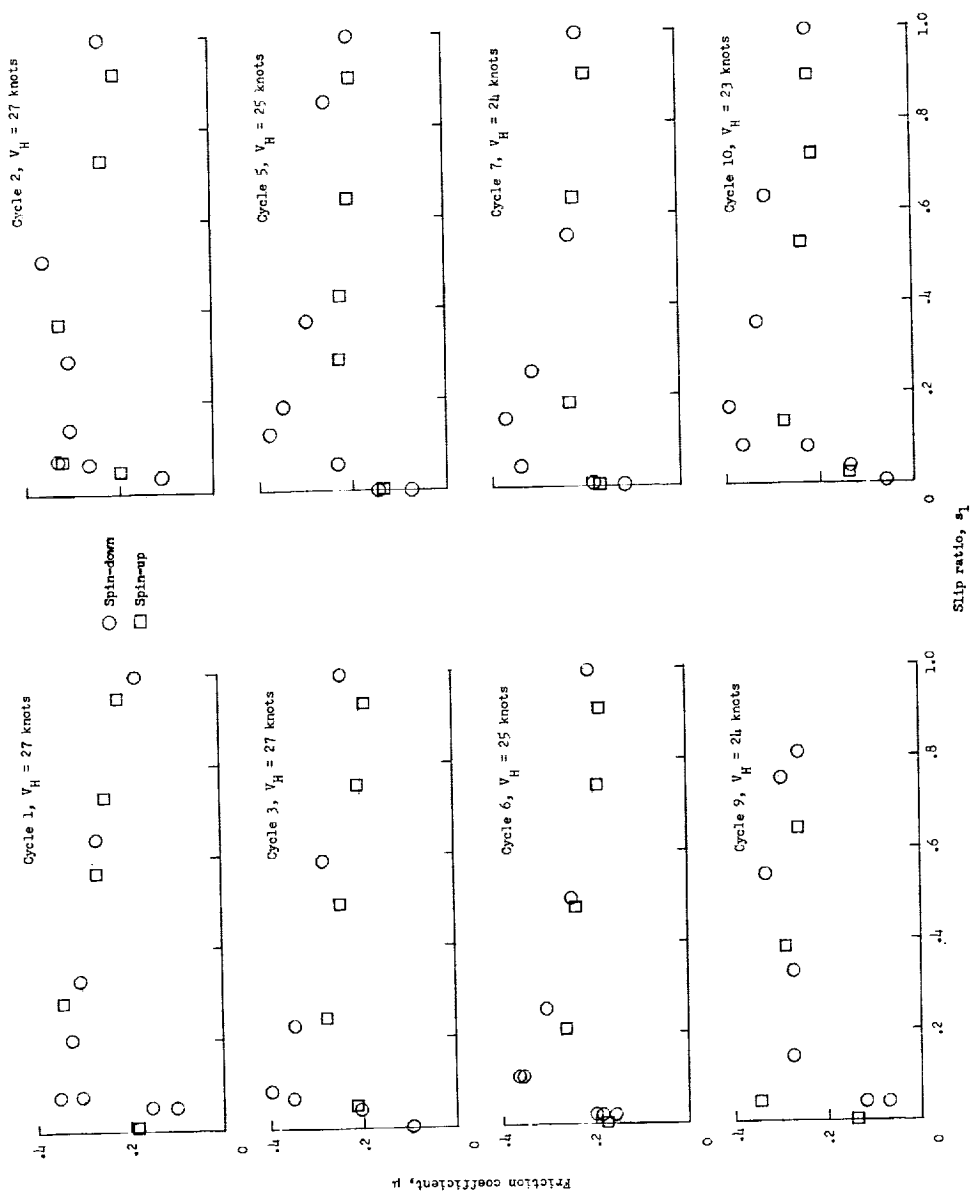 Cycle 1, V_H = 27 knots
Cycle 2, V_H = 27 knots
Spin-down
Spin-up
.4
.2
Cycle 3, V_H = 27 knots
Cycle 5, V_H = 25 knots
.4
.2
0
Cycle 6, V_H = 25 knots
Cycle 7, V_H = 24 knots
.4
.2
0
Cycle 9, V_H = 24 knots
Cycle 10, V_H = 23 knots
.4
.2
0
0
.2
.4
.6
.8
1.0
0
.2
.4
.6
.8
1.0
Friction coefficient, μ
Slip ratio, s₁